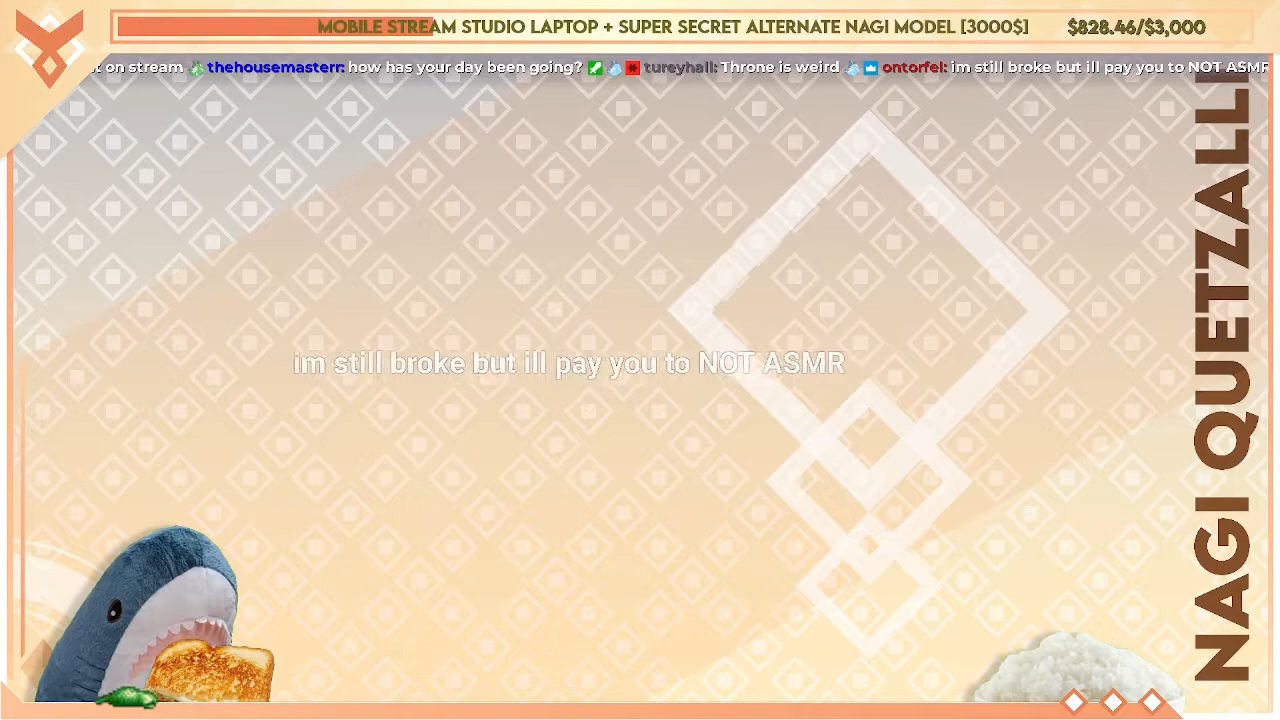 MOBILE STREAM STUDIO LAPTOP + SUPER SECRET ALTERNATE NAGI MODEL [3000$] $828.46/$3,000
t on stream thehousemasterr: how has your day been going? tureyhall: Throne is weird ontorfel: im still broke but ill pay you to NOT ASMR
im still broke but ill pay you to NOT ASMR
NAGI QUETZALLI